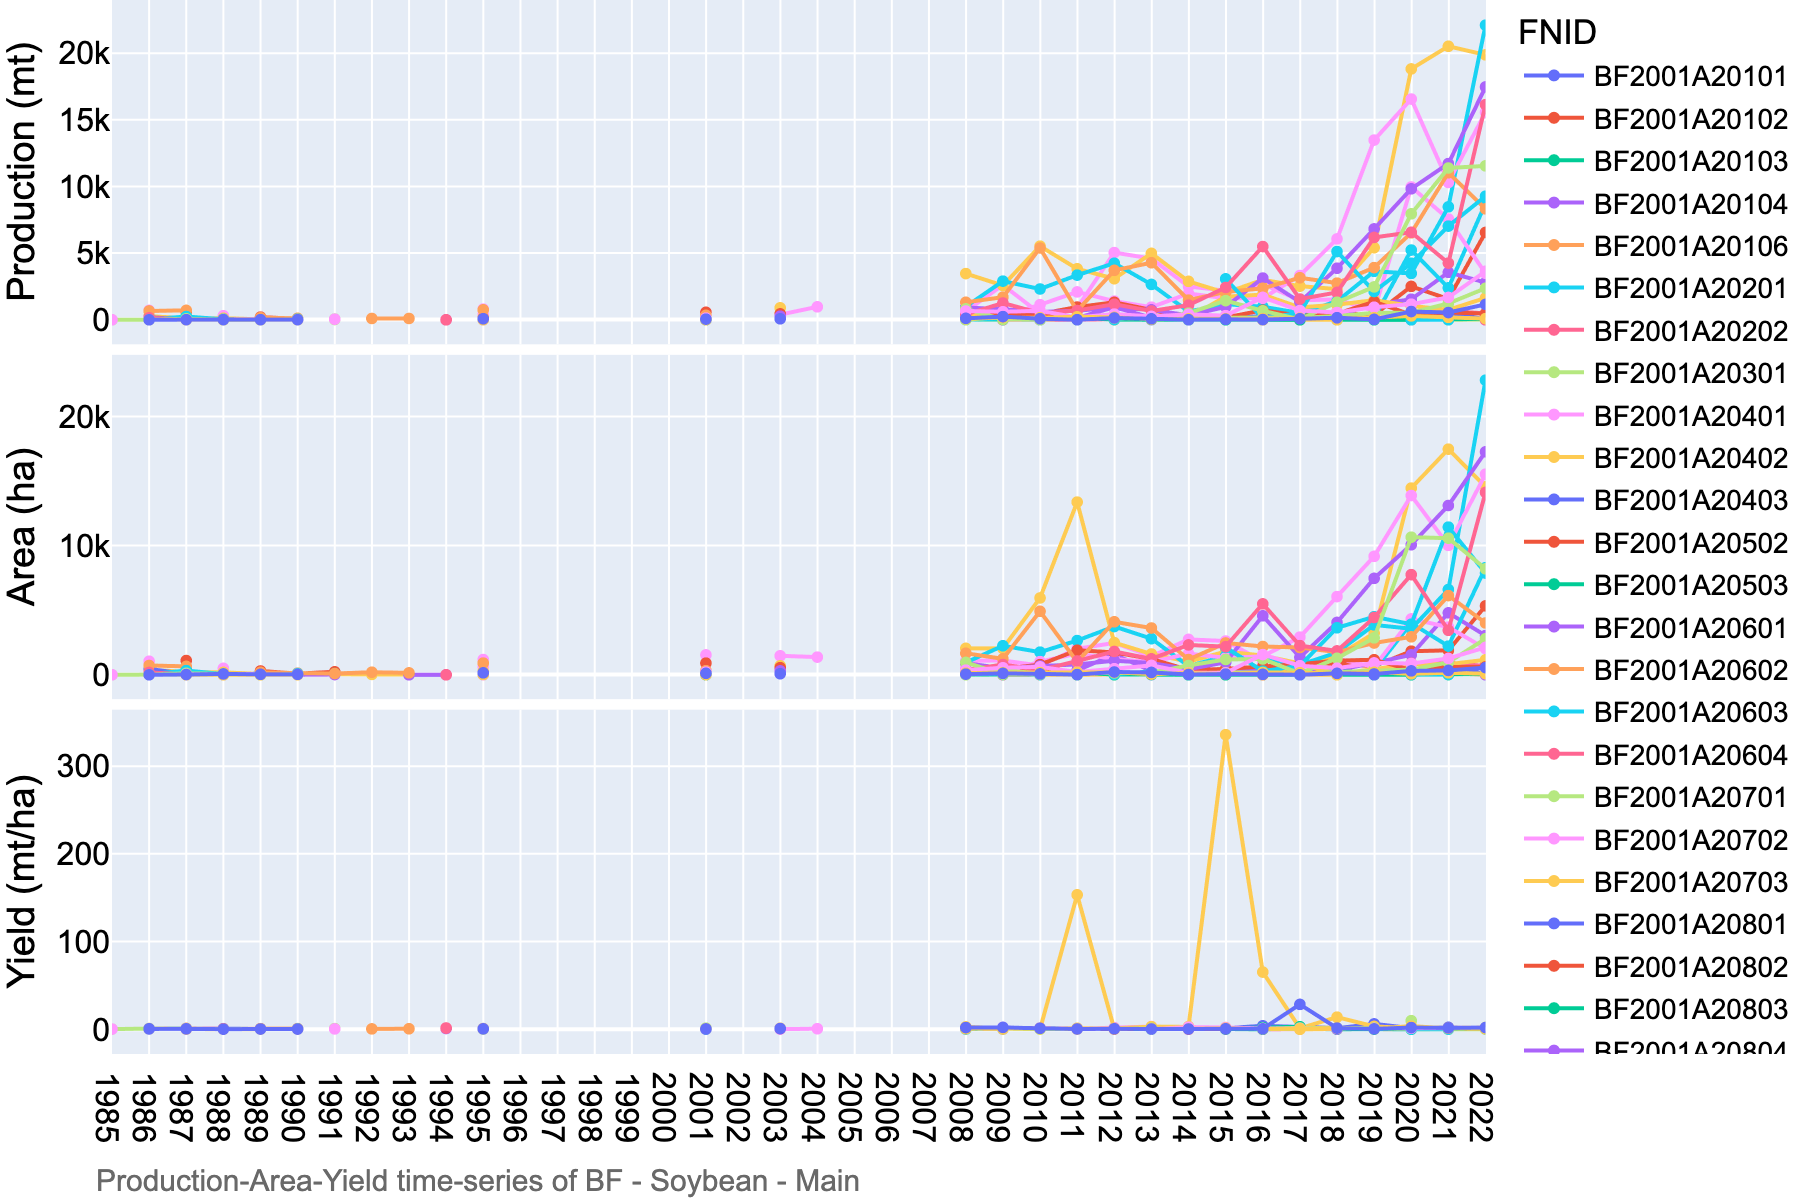 Production (mt)
20k
15k
10k
5k
0
Area (ha)
20k
10k
0
Yield (mt/ha)
300
200
100
0
1985
1986
1987
1988
1989
1990
1991
1992
1993
1994
1995
1996
1997
1998
1999
2000
2001
2002
2003
2004
2005
2006
2007
2008
2009
2010
2011
2012
2013
2014
2015
2016
2017
2018
2019
2020
2021
2022
FNID
BF2001A20101
BF2001A20102
BF2001A20103
BF2001A20104
BF2001A20106
BF2001A20201
BF2001A20202
BF2001A20301
BF2001A20401
BF2001A20402
BF2001A20403
BF2001A20502
BF2001A20503
BF2001A20601
BF2001A20602
BF2001A20603
BF2001A20604
BF2001A20701
BF2001A20702
BF2001A20703
BF2001A20801
BF2001A20802
BF2001A20803
BF2001A20804
Production-Area-Yield time-series of BF - Soybean - Main